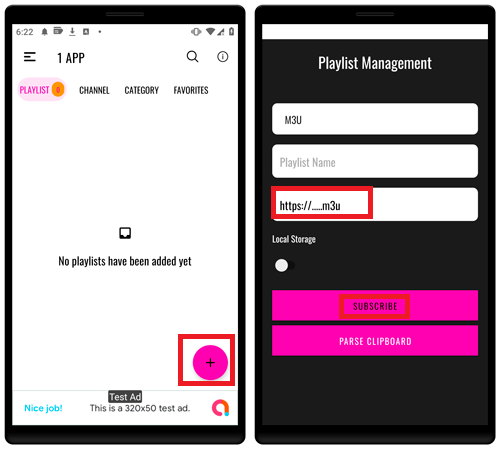 6:22
1 APP
PLAYLIST 0 CHANNEL CATEGORY FAVORITES
No playlists have been added yet
+
Test Ad
Nice job! This is a 320x50 test ad.
Playlist Management
M3U
Playlist Name
https://.....m3u
Local Storage
SUBSCRIBE
PARSE CLIPBOARD